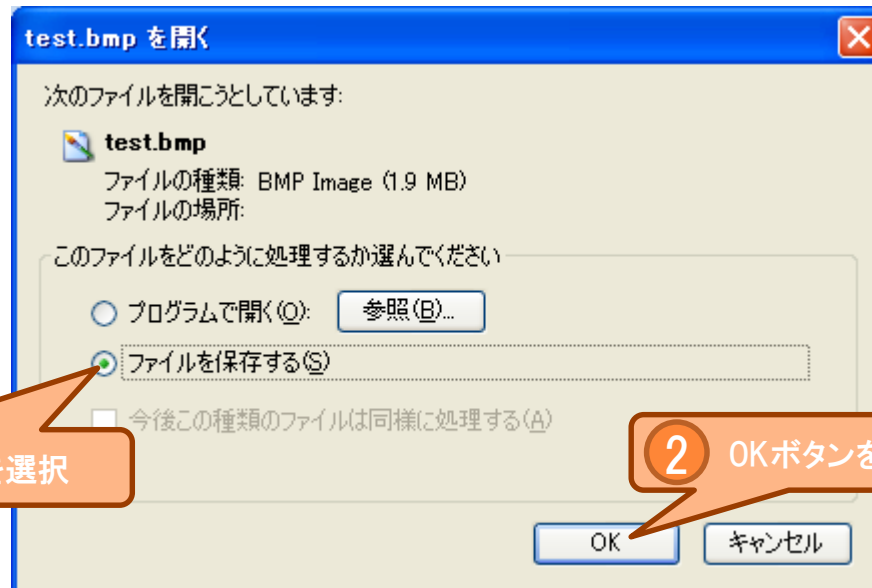 test.bmp を開く
次のファイルを開こうとしています:
test.bmp
ファイルの種類: BMP Image (1.9 MB)
ファイルの場所:
このファイルをどのように処理するか選んでください
プログラムで開く(O):
参照(B)...
ファイルを保存する(S)
今後この種類のファイルは同様に処理する(A)
選択
2 OKボタンを
OK
キャンセル